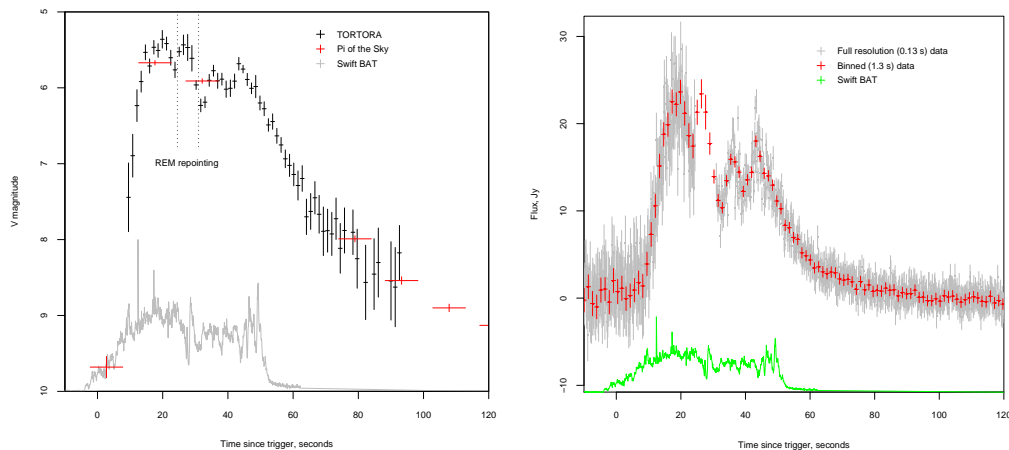 5
6
7
8
9
10
V magnitude
TORTORA
Pi of the Sky
Swift BAT
REM repointing
0 20 40 60 80 100 120
Time since trigger, seconds
30
20
10
0
−10
Flux, Jy
Full resolution (0.13 s) data
Binned (1.3 s) data
Swift BAT
0 20 40 60 80 100 120
Time since trigger, seconds